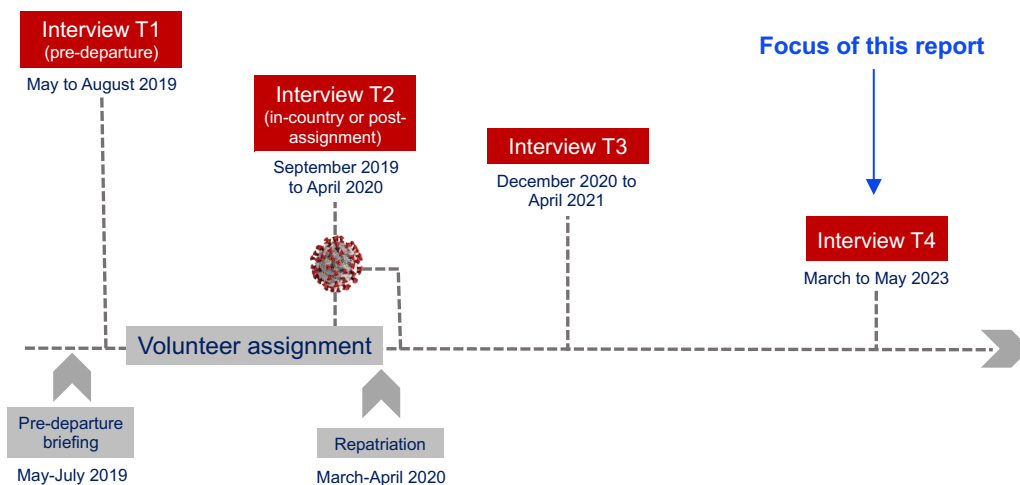 Interview T1
(pre-departure)
May to August 2019
Interview T2
(in-country or post-
assignment)
September 2019
to April 2020
Interview T3
December 2020 to
April 2021
Focus of this report
Interview T4
March to May 2023
Volunteer assignment
Pre-departure
briefing
May-July 2019
Repatriation
March-April 2020